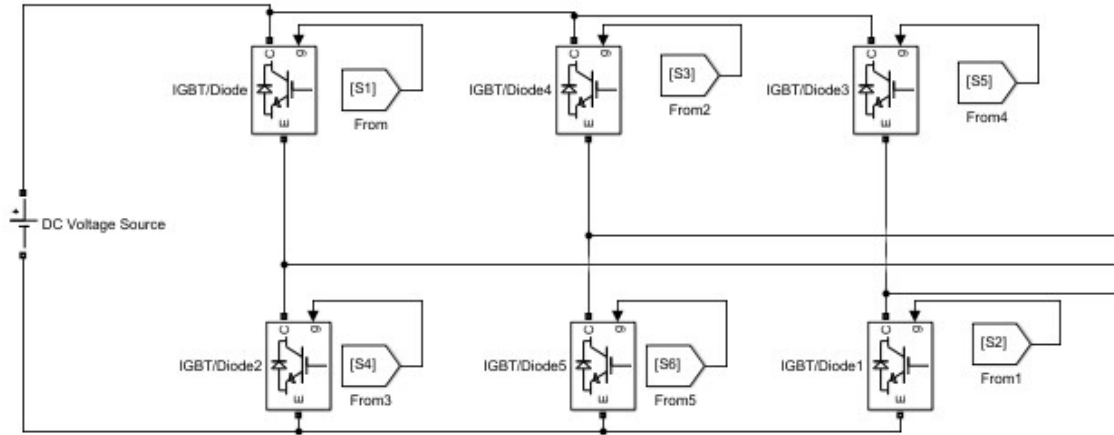 C g
IGBT/Diode
E
[S1]
From
C g
IGBT/Diode4
E
[S3]
From2
C g
IGBT/Diode3
E
[S5]
From4
+
DC Voltage Source
C g
IGBT/Diode2
E
[S4]
From3
C g
IGBT/Diode5
E
[S6]
From5
C g
IGBT/Diode1
E
[S2]
From1